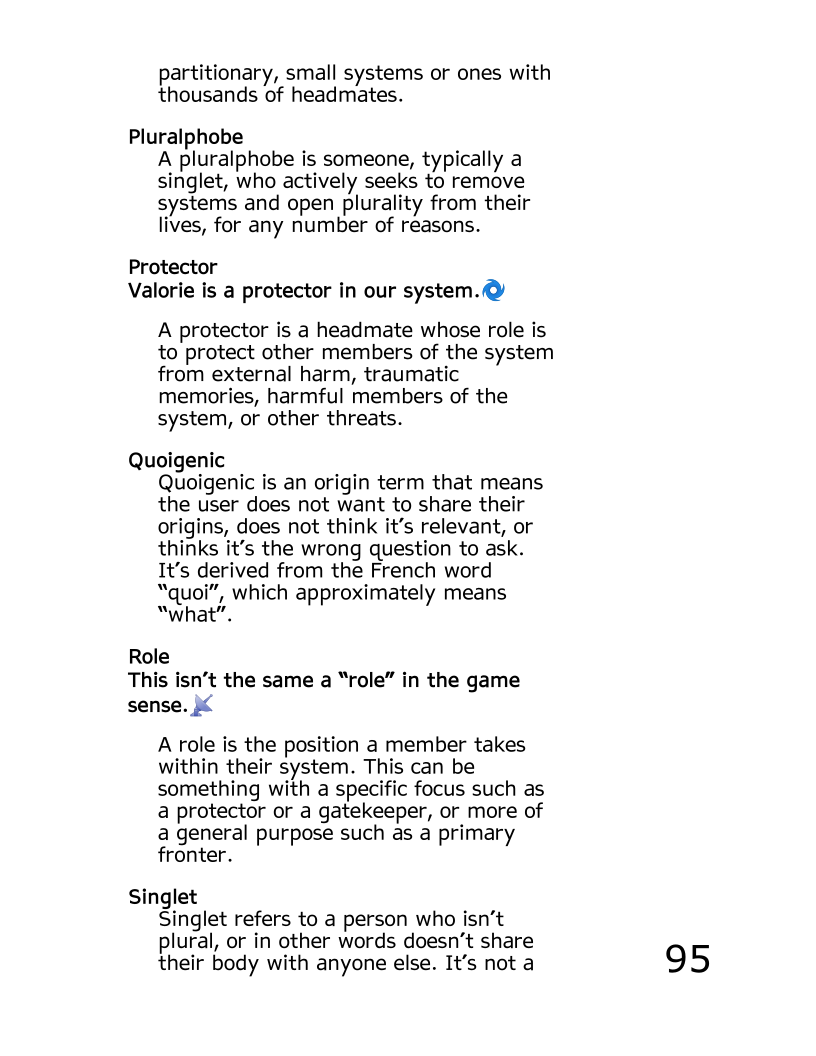 partitionary, small systems or ones with
thousands of headmates.
Pluralphobe
A pluralphobe is someone, typically a
singlet, who actively seeks to remove
systems and open plurality from their
lives, for any number of reasons.
Protector
Valorie is a protector in our system.
A protector is a headmate whose role is
to protect other members of the system
from external harm, traumatic
memories, harmful members of the
system, or other threats.
Quoigenic
Quoigenic is an origin term that means
the user does not want to share their
origins, does not think it’s relevant, or
thinks it’s the wrong question to ask.
It’s derived from the French word
“quoi”, which approximately means
“what”.
Role
This isn’t the same a “role” in the game
sense.
A role is the position a member takes
within their system. This can be
something with a specific focus such as
a protector or a gatekeeper, or more of
a general purpose such as a primary
fronter.
Singlet
Singlet refers to a person who isn’t
plural, or in other words doesn’t share
their body with anyone else. It’s not a
95